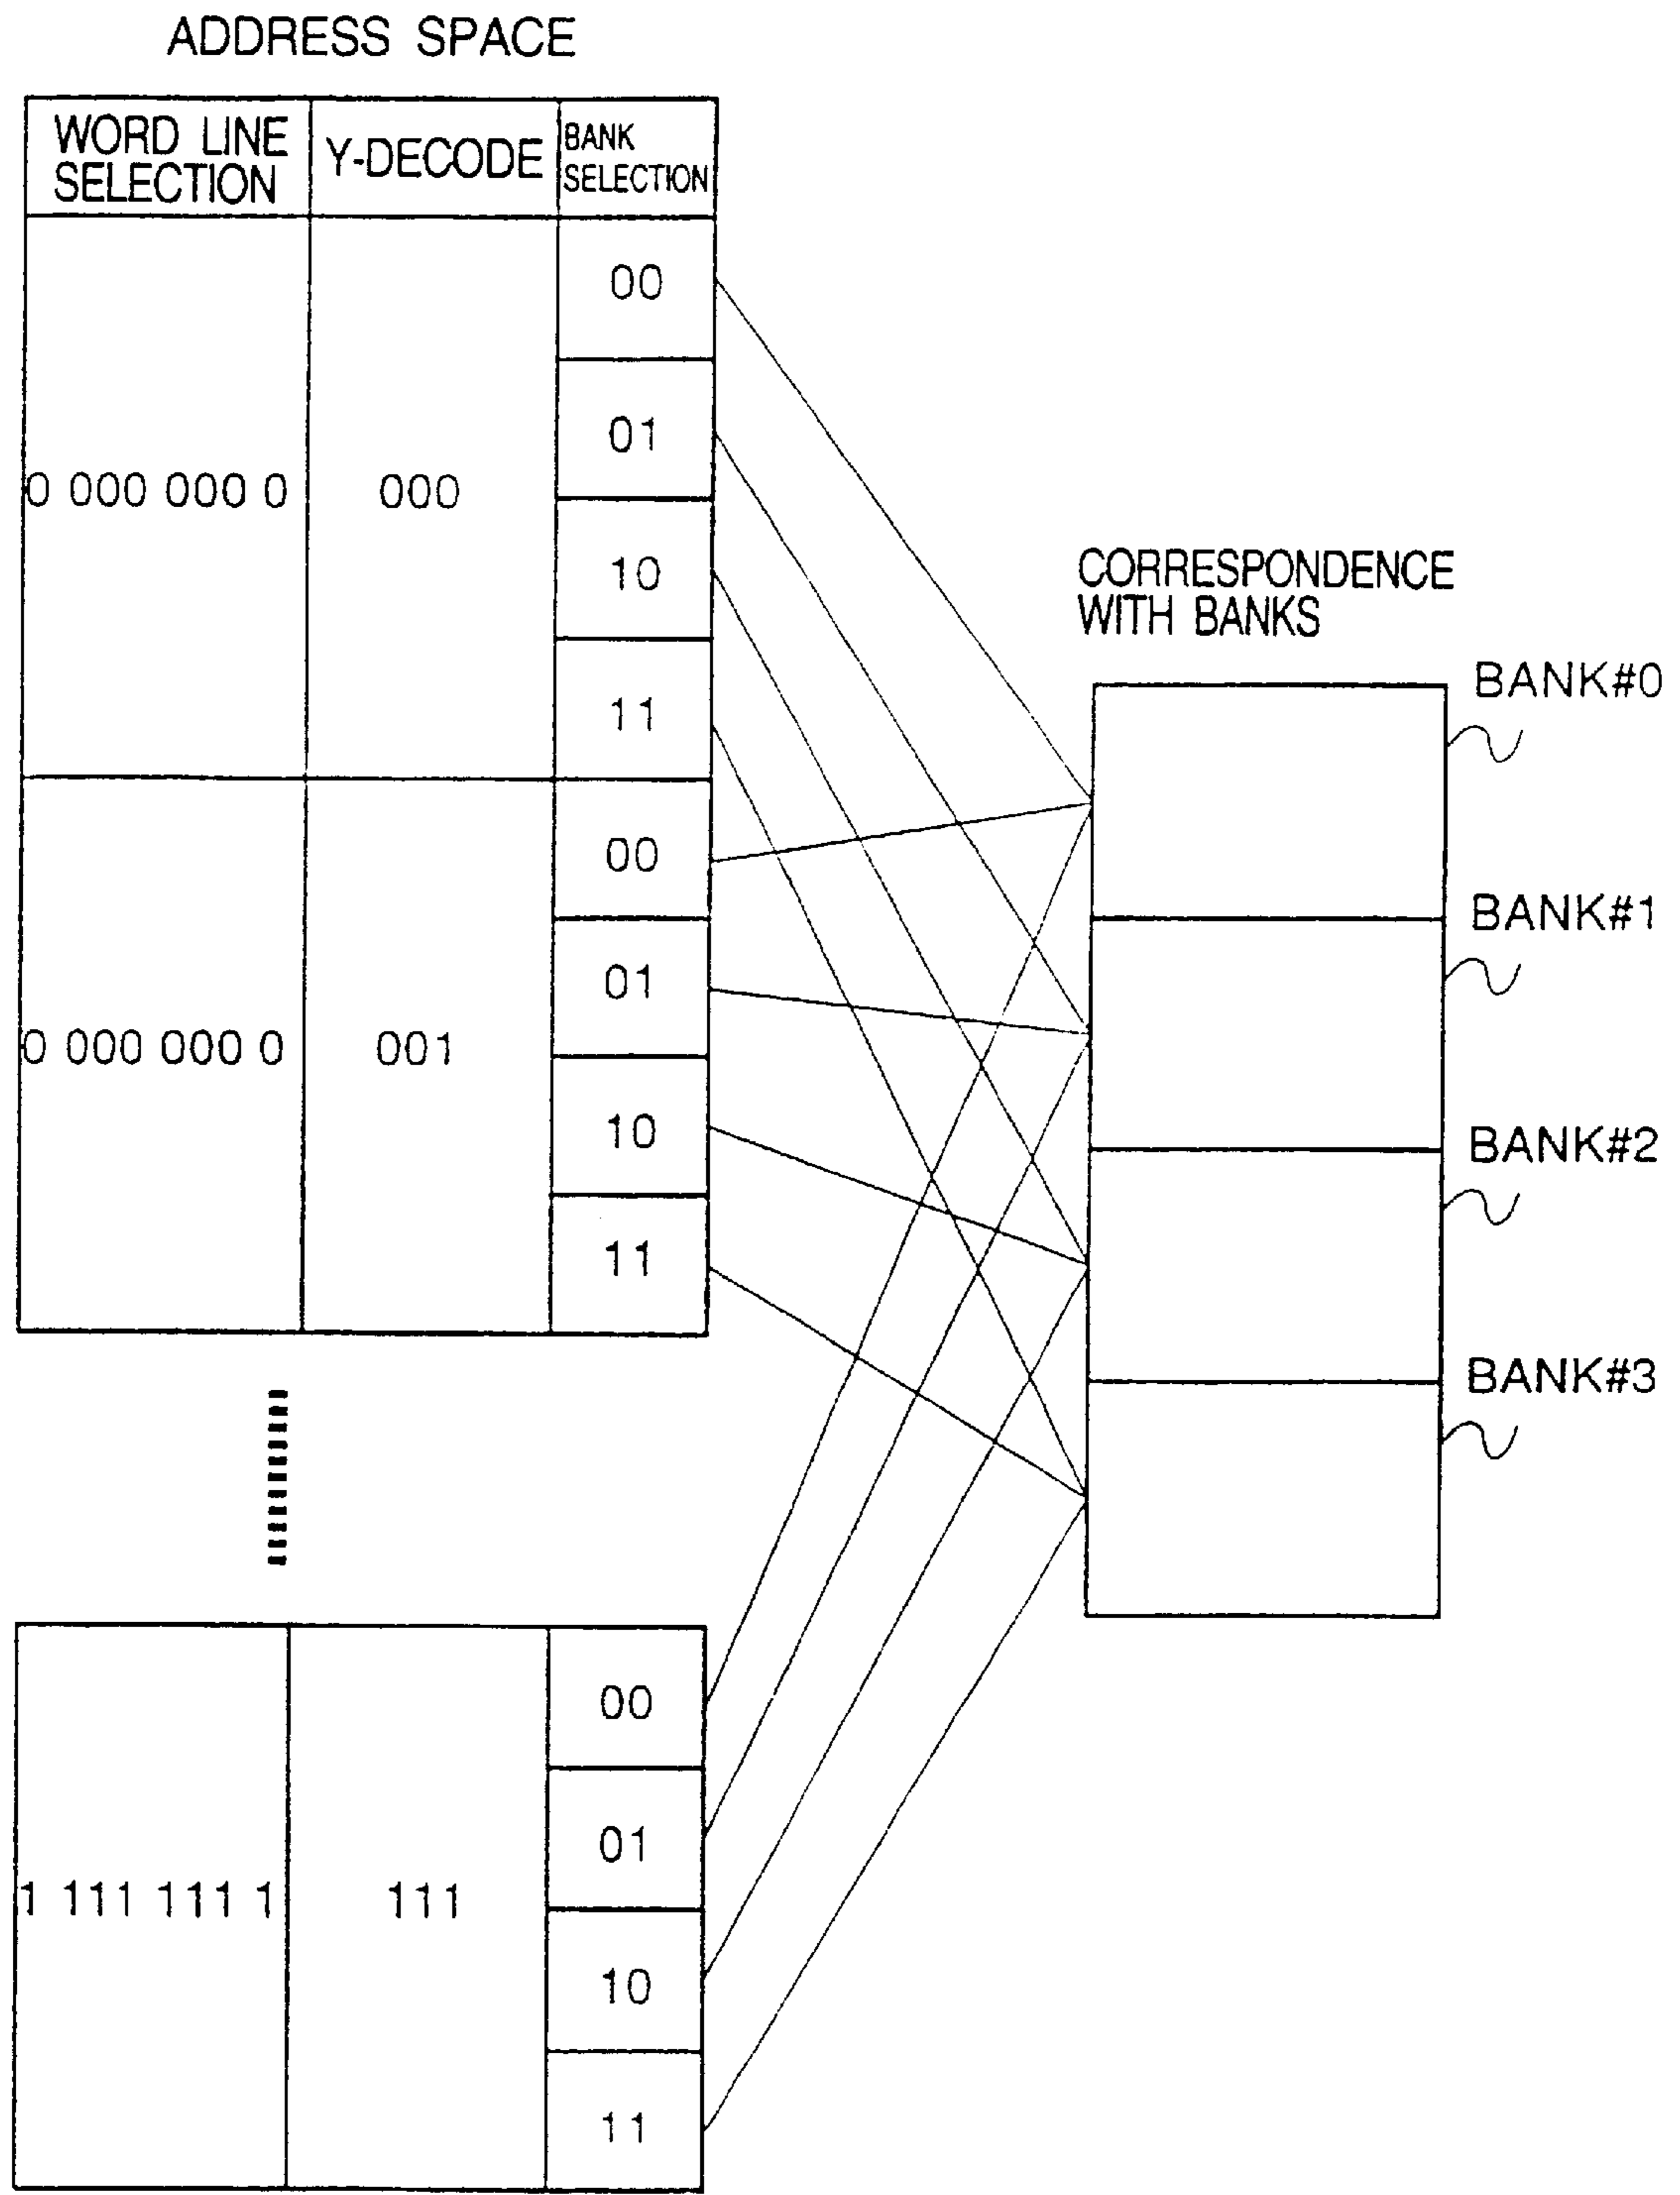 ADDRESS SPACE
WORD LINE
SELECTION
Y-DECODE
BANK
SELECTION
0 000 000 0
000
00
01
10
11
0 000 000 0
001
00
01
10
11
1 111 111 1
111
00
01
10
11
CORRESPONDENCE
WITH BANKS
BANK#0
BANK#1
BANK#2
BANK#3